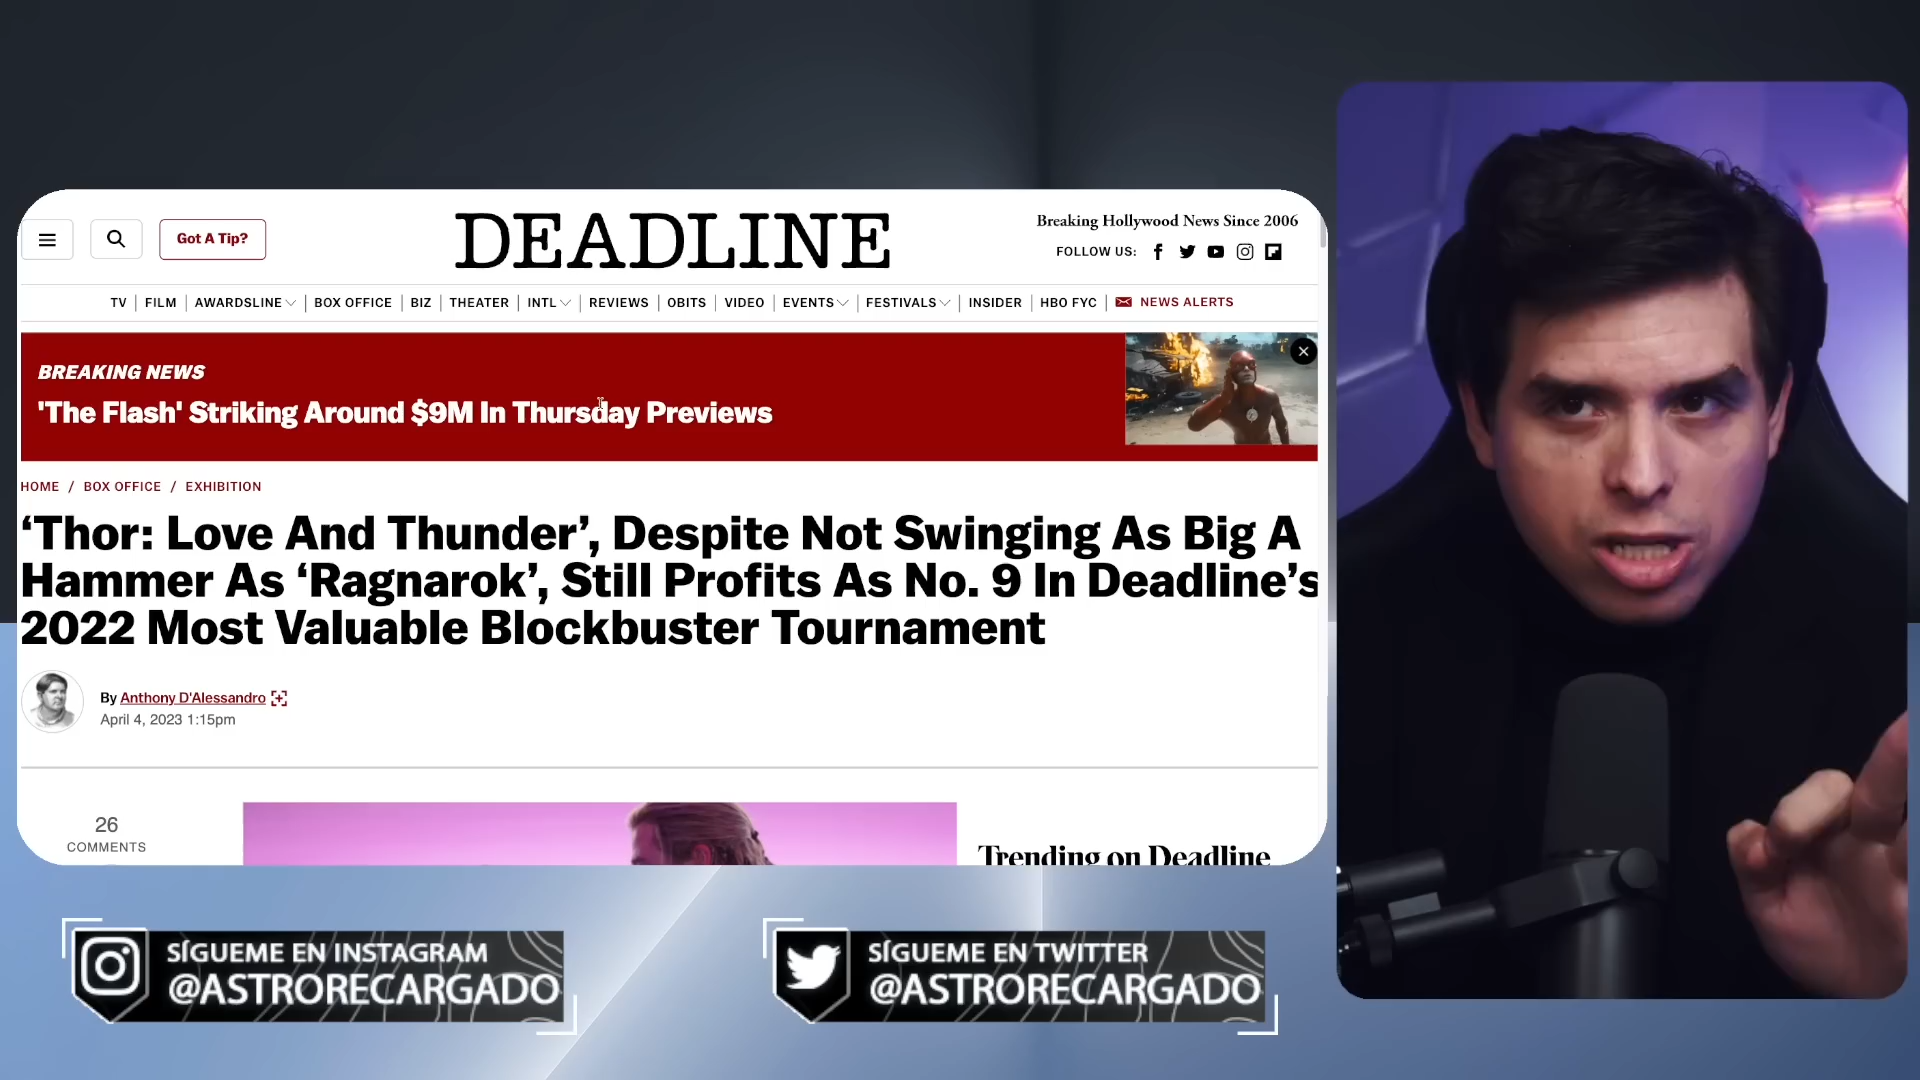 DEADLINE
Got A Tip?
Breaking Hollywood News Since 2006
FOLLOW US:
TV | FILM | AWARDSLINE | BOX OFFICE | BIZ | THEATER | INTL | REVIEWS | OBITS | VIDEO | EVENTS | FESTIVALS | INSIDER | HBO FYC | NEWS ALERTS
BREAKING NEWS
'The Flash' Striking Around $9M In Thursday Previews
HOME / BOX OFFICE / EXHIBITION
‘Thor: Love And Thunder’, Despite Not Swinging As Big A
Hammer As ‘Ragnarok’, Still Profits As No. 9 In Deadline’s
2022 Most Valuable Blockbuster Tournament
By Anthony D'Alessandro
April 4, 2023 1:15pm
26
COMMENTS
Trending on Deadline
SÍGUEME EN INSTAGRAM
@ASTRORECARGADO
SÍGUEME EN TWITTER
@ASTRORECARGADO